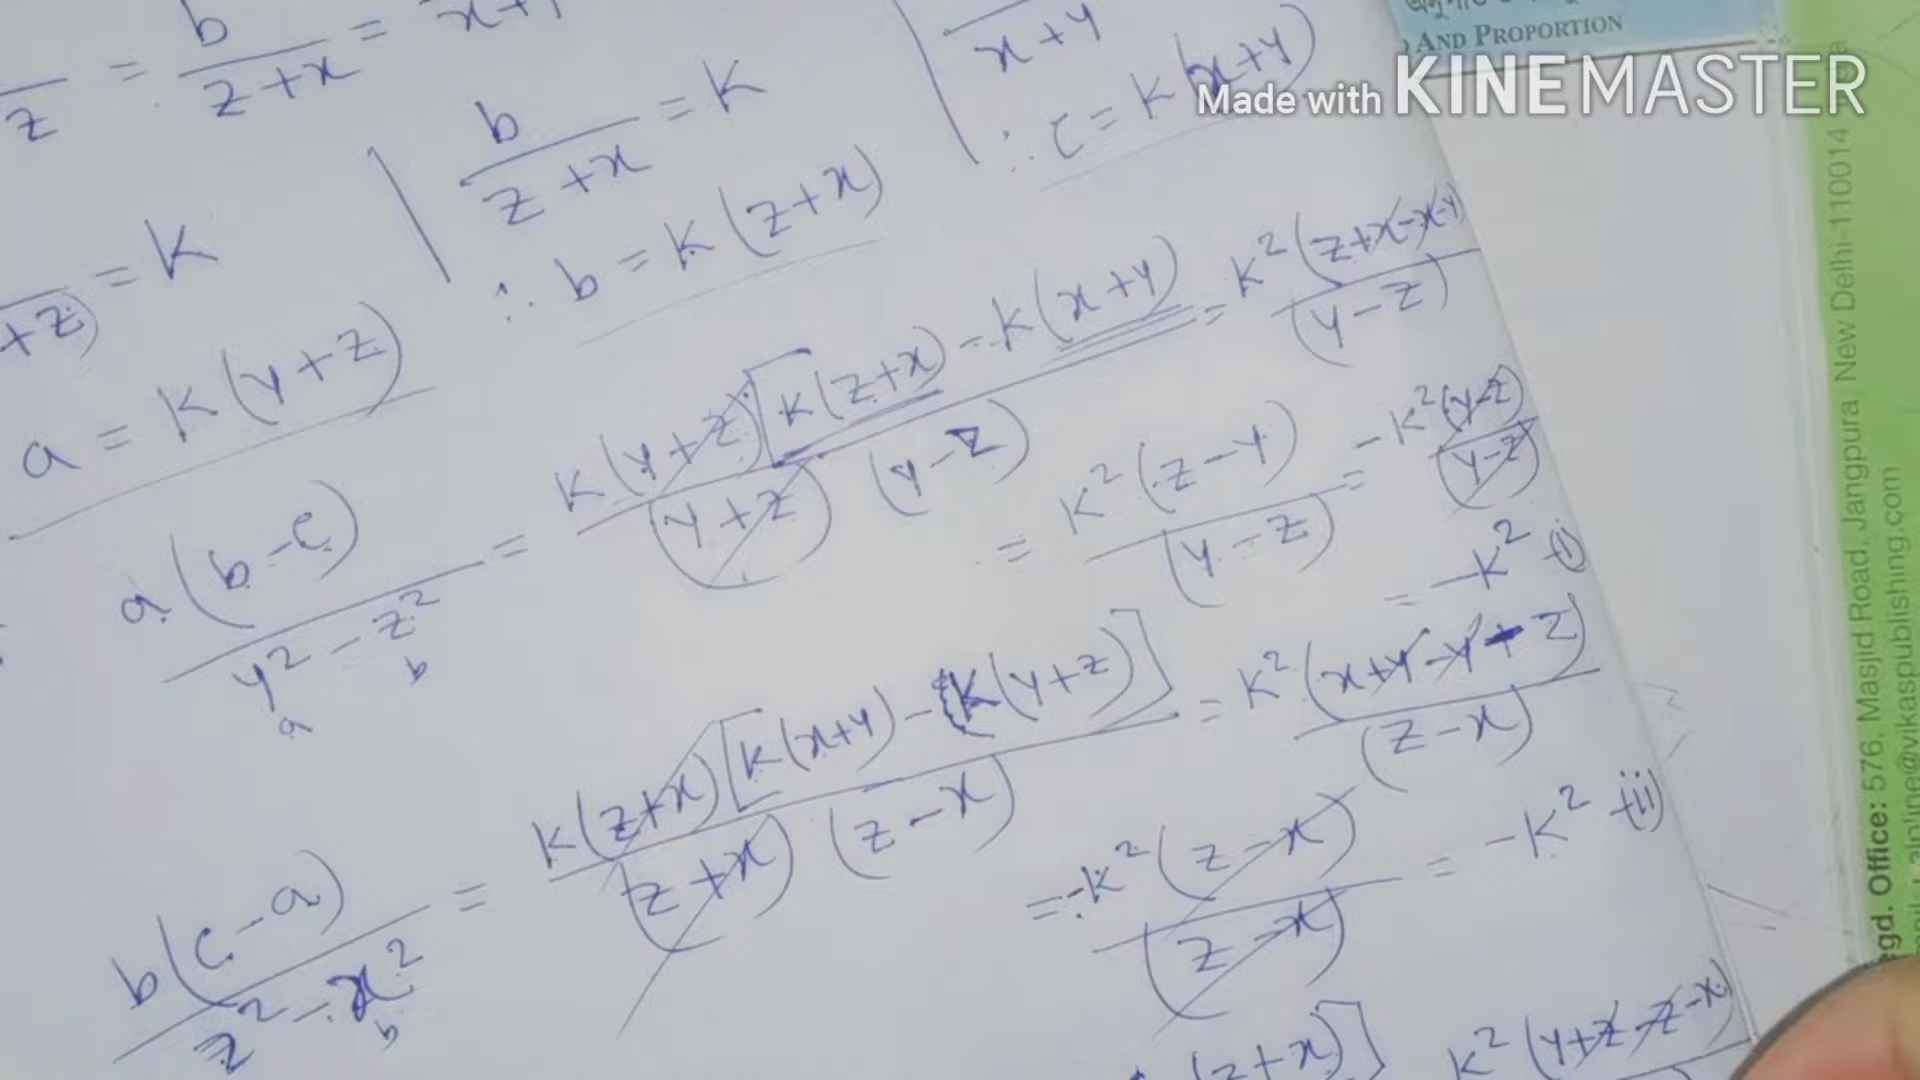 z = b/(z+x) = x+y
b/(z+x) = K
x+y
∴ c = K(x+y)
+z) = K
∴ b = K(z+x)
a = K(y+z)
a(b-c)/(y²-z²) = K(y+z)[K(z+x) - K(x+y)/(y+z)(y-z) = K²(z+x-x-y)/(y-z)
a b
= K²(z-y)/(y-z) = -K²(y-z)/(y-z)
= -K² (i)
b(c-a)/(z²-x²) = K(z+x)[K(x+y) - {K(y+z)]/(z+x)(z-x) = K²(x+y-y+z)/(z-x)
b
= -K²(z-x)/(z-x) = -K² (ii)
(z+x)] K²(y+z-z-x)
AND PROPORTION
Made with KINEMASTER
gd. Office: 576, Masjid Road, Jangpura, New Delhi-110014
@vikaspublishing.com